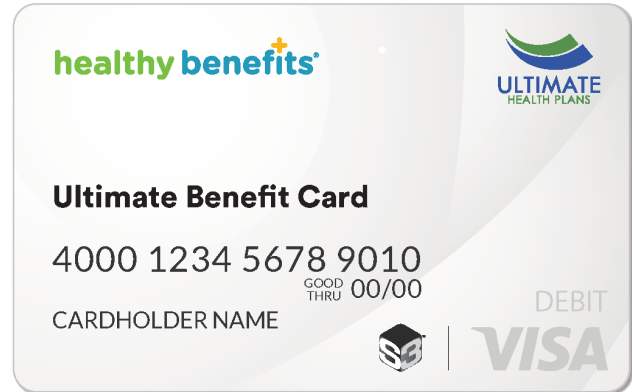 healthy benefits+®
ULTIMATE
HEALTH PLANS
Ultimate Benefit Card
4000 1234 5678 9010
GOOD
THRU 00/00
CARDHOLDER NAME
DEBIT
S3
VISA